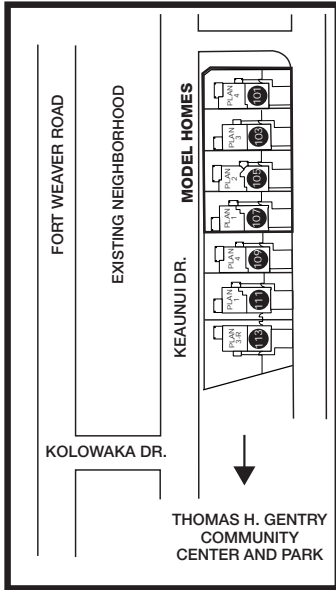 FORT WEAVER ROAD
EXISTING NEIGHBORHOOD
KEAUNUI DR.
MODEL HOMES
PLAN
4
101
PLAN
3
103
PLAN
2
105
PLAN
1
107
PLAN
4
109
PLAN
1
111
PLAN
3-R
113
KOLOWAKA DR.
THOMAS H. GENTRY
COMMUNITY
CENTER AND PARK